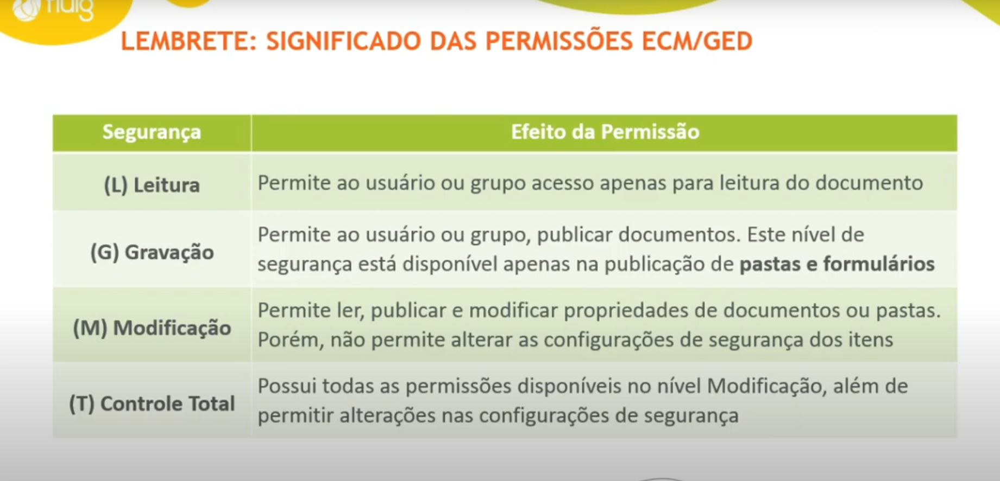 fluig
LEMBRETE: SIGNIFICADO DAS PERMISSÕES ECM/GED
Segurança
Efeito da Permissão
(L) Leitura
Permite ao usuário ou grupo acesso apenas para leitura do documento
(G) Gravação
Permite ao usuário ou grupo, publicar documentos. Este nível de
segurança está disponível apenas na publicação de pastas e formulários
(M) Modificação
Permite ler, publicar e modificar propriedades de documentos ou pastas.
Porém, não permite alterar as configurações de segurança dos itens
(T) Controle Total
Possui todas as permissões disponíveis no nível Modificação, além de
permitir alterações nas configurações de segurança